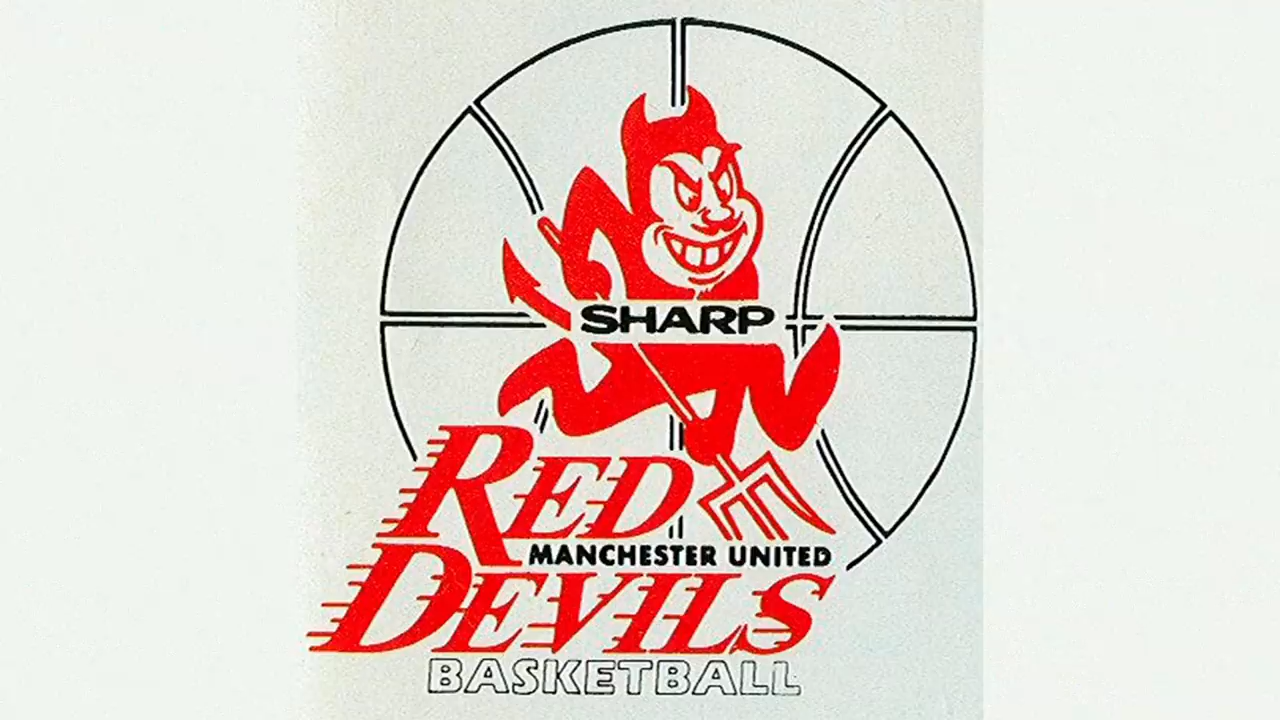 SHARP
RED
MANCHESTER UNITED
DEVILS
BASKETBALL